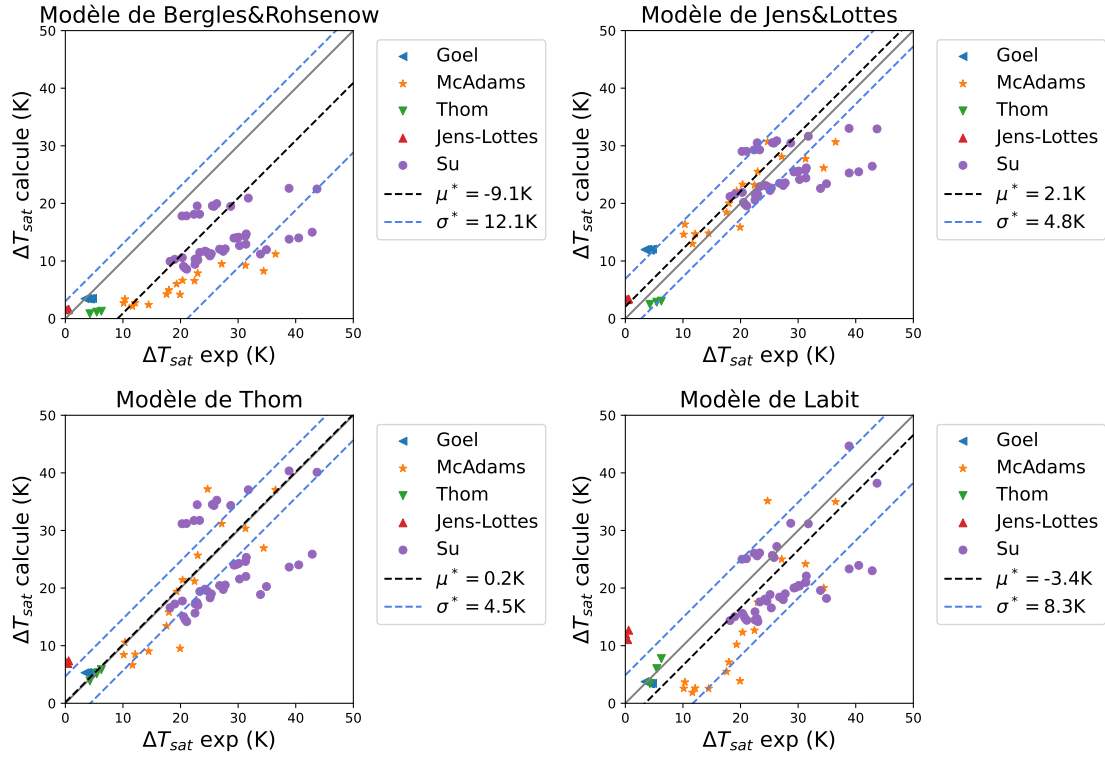 Modèle de Bergles&Rohsenow
50
40
30
20
10
0
0
10
20
30
40
50
ΔT_sat calcule (K)
ΔT_sat exp (K)
Goel
McAdams
Thom
Jens-Lottes
Su
μ* = -9.1K
σ* = 12.1K
Modèle de Jens&Lottes
50
40
30
20
10
0
0
10
20
30
40
50
ΔT_sat calcule (K)
ΔT_sat exp (K)
Goel
McAdams
Thom
Jens-Lottes
Su
μ* = 2.1K
σ* = 4.8K
Modèle de Thom
50
40
30
20
10
0
0
10
20
30
40
50
ΔT_sat calcule (K)
ΔT_sat exp (K)
Goel
McAdams
Thom
Jens-Lottes
Su
μ* = 0.2K
σ* = 4.5K
Modèle de Labit
50
40
30
20
10
0
0
10
20
30
40
50
ΔT_sat calcule (K)
ΔT_sat exp (K)
Goel
McAdams
Thom
Jens-Lottes
Su
μ* = -3.4K
σ* = 8.3K